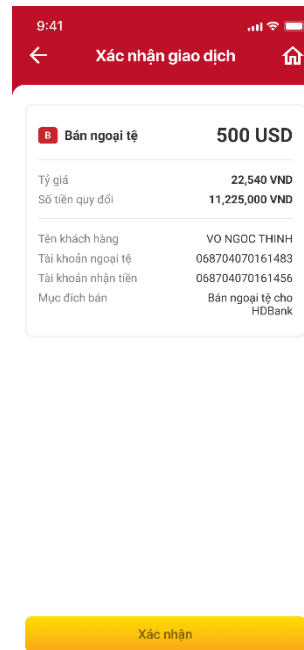 9:41
Xác nhận giao dịch
B Bán ngoại tệ 500 USD
Tỷ giá 22,540 VND
Số tiền quy đổi 11,225,000 VND
Tên khách hàng VO NGOC THINH
Tài khoản ngoại tệ 068704070161483
Tài khoản nhận tiền 068704070161456
Mục đích bán Bán ngoại tệ cho
HDBank
Xác nhận